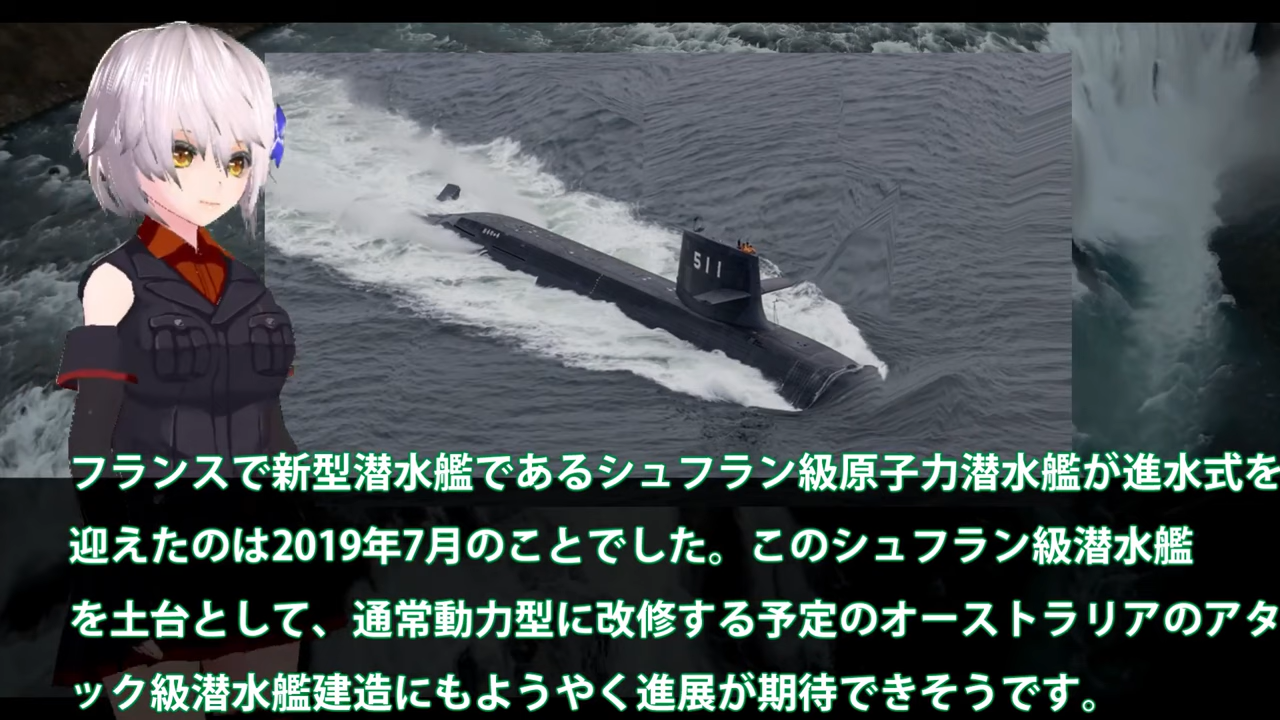 511
フランスで新型潜水艦であるシュフラン級原子力潜水艦が進水式を
迎えたのは2019年7月のことでした。このシュフラン級潜水艦
を土台として、通常動力型に改修する予定のオーストラリアのアタ
ック級潜水艦建造にもようやく進展が期待できそうです。